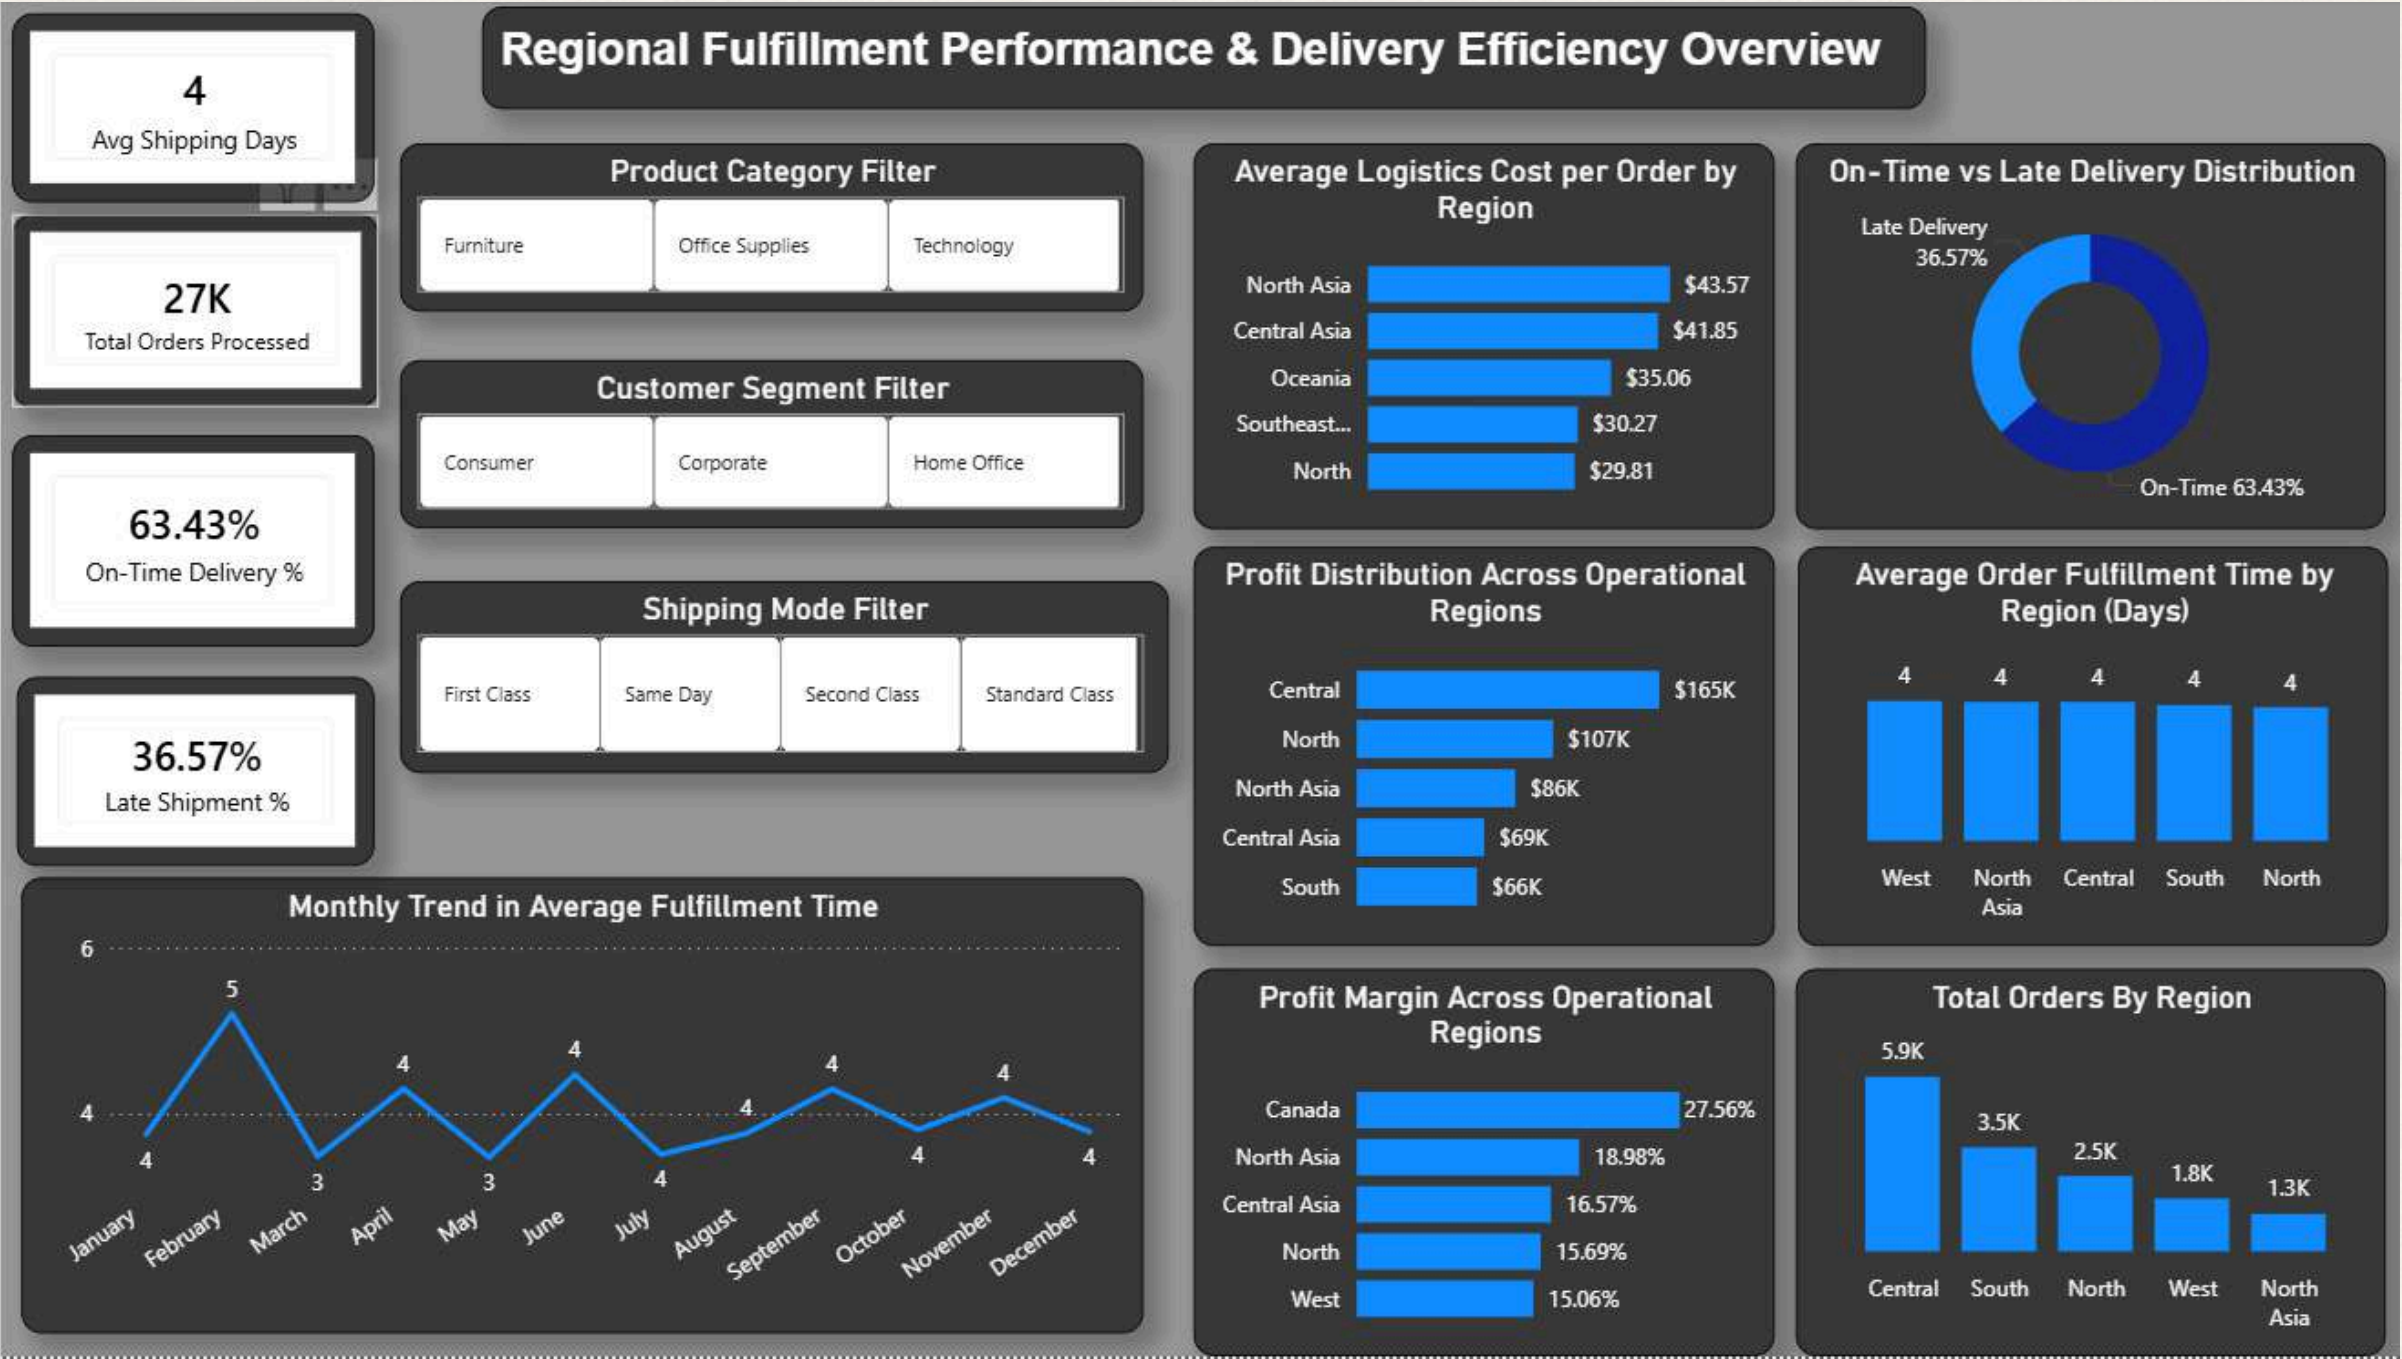 Regional Fulfillment Performance & Delivery Efficiency Overview
4
Avg Shipping Days
27K
Total Orders Processed
63.43%
On-Time Delivery %
36.57%
Late Shipment %
Product Category Filter
Furniture
Office Supplies
Technology
Customer Segment Filter
Consumer
Corporate
Home Office
Shipping Mode Filter
First Class
Same Day
Second Class
Standard Class
Average Logistics Cost per Order by
Region
North Asia $43.57
Central Asia $41.85
Oceania $35.06
Southeast... $30.27
North $29.81
On-Time vs Late Delivery Distribution
Late Delivery
36.57%
On-Time 63.43%
Profit Distribution Across Operational
Regions
Central $165K
North $107K
North Asia $86K
Central Asia $69K
South $66K
Average Order Fulfillment Time by
Region (Days)
4 4 4 4 4
West North Central South North
Asia
Monthly Trend in Average Fulfillment Time
6
5
4 4 4 4
4 4
4 4 4
3 3 4
January February March April May June July August September October November December
Profit Margin Across Operational
Regions
Canada 27.56%
North Asia 18.98%
Central Asia 16.57%
North 15.69%
West 15.06%
Total Orders By Region
5.9K
3.5K
2.5K
1.8K
1.3K
Central South North West North
Asia